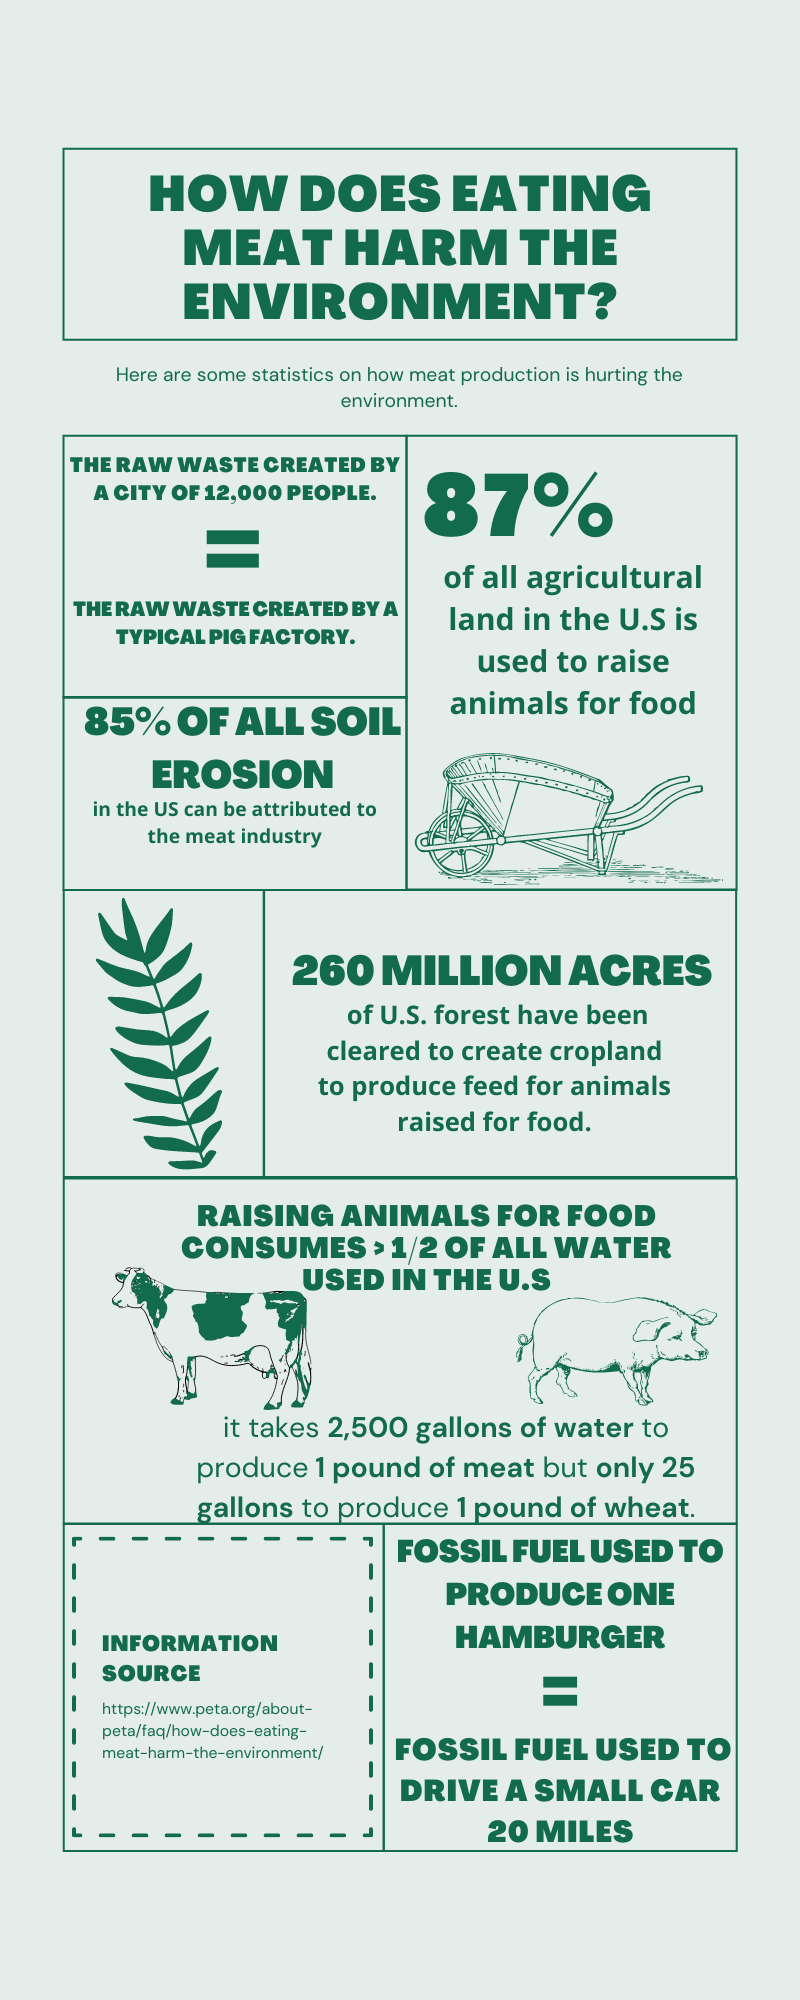 HOW DOES EATING
MEAT HARM THE
ENVIRONMENT?
Here are some statistics on how meat production is hurting the
environment.
THE RAW WASTE CREATED BY
A CITY OF 12,000 PEOPLE.
=
THE RAW WASTE CREATED BY A
TYPICAL PIG FACTORY.
87%
of all agricultural
land in the U.S is
used to raise
animals for food
85% OF ALL SOIL
EROSION
in the US can be attributed to
the meat industry
260 MILLION ACRES
of U.S. forest have been
cleared to create cropland
to produce feed for animals
raised for food.
RAISING ANIMALS FOR FOOD
CONSUMES > 1/2 OF ALL WATER
USED IN THE U.S
it takes 2,500 gallons of water to
produce 1 pound of meat but only 25
gallons to produce 1 pound of wheat.
INFORMATION
SOURCE
https://www.peta.org/about-
peta/faq/how-does-eating-
meat-harm-the-environment/
FOSSIL FUEL USED TO
PRODUCE ONE
HAMBURGER
=
FOSSIL FUEL USED TO
DRIVE A SMALL CAR
20 MILES